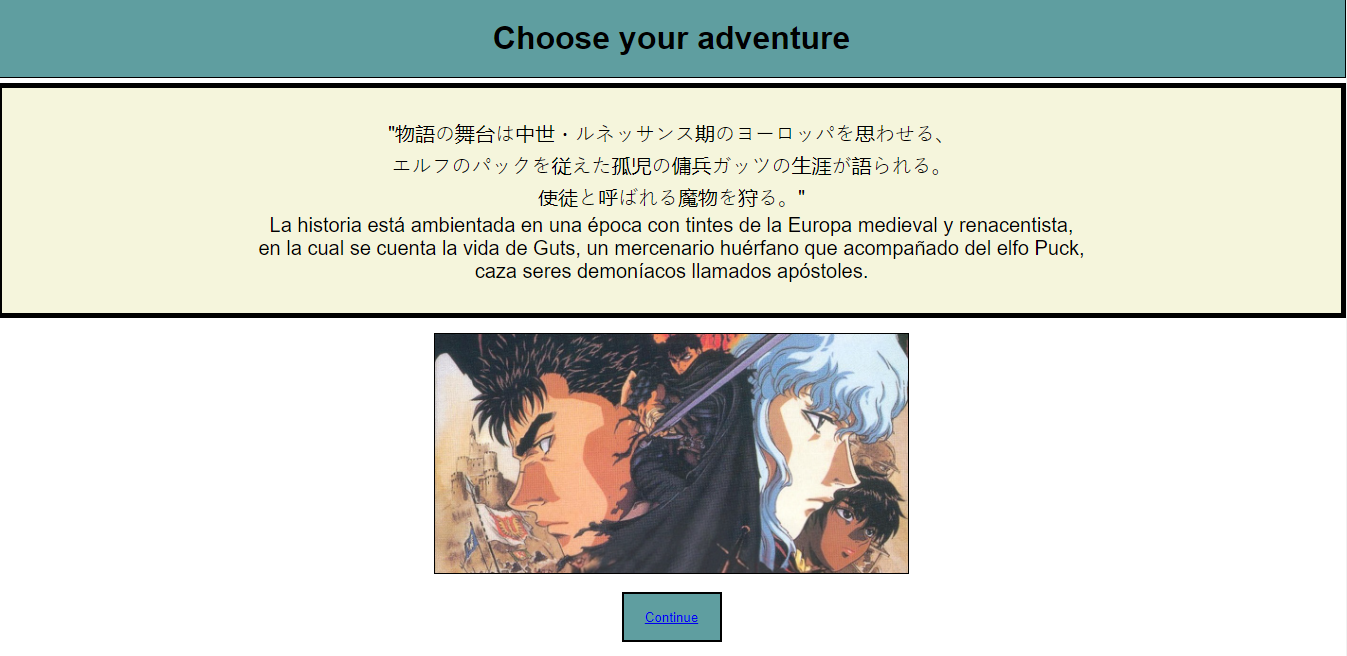 Choose your adventure
"物語の舞台は中世・ルネッサンス期のヨーロッパを思わせる、
エルフのパックを従えた孤児の傭兵ガッツの生涯が語られる。
使徒と呼ばれる魔物を狩る。"
La historia está ambientada en una época con tintes de la Europa medieval y renacentista,
en la cual se cuenta la vida de Guts, un mercenario huérfano que acompañado del elfo Puck,
caza seres demoníacos llamados apóstoles.
Continue